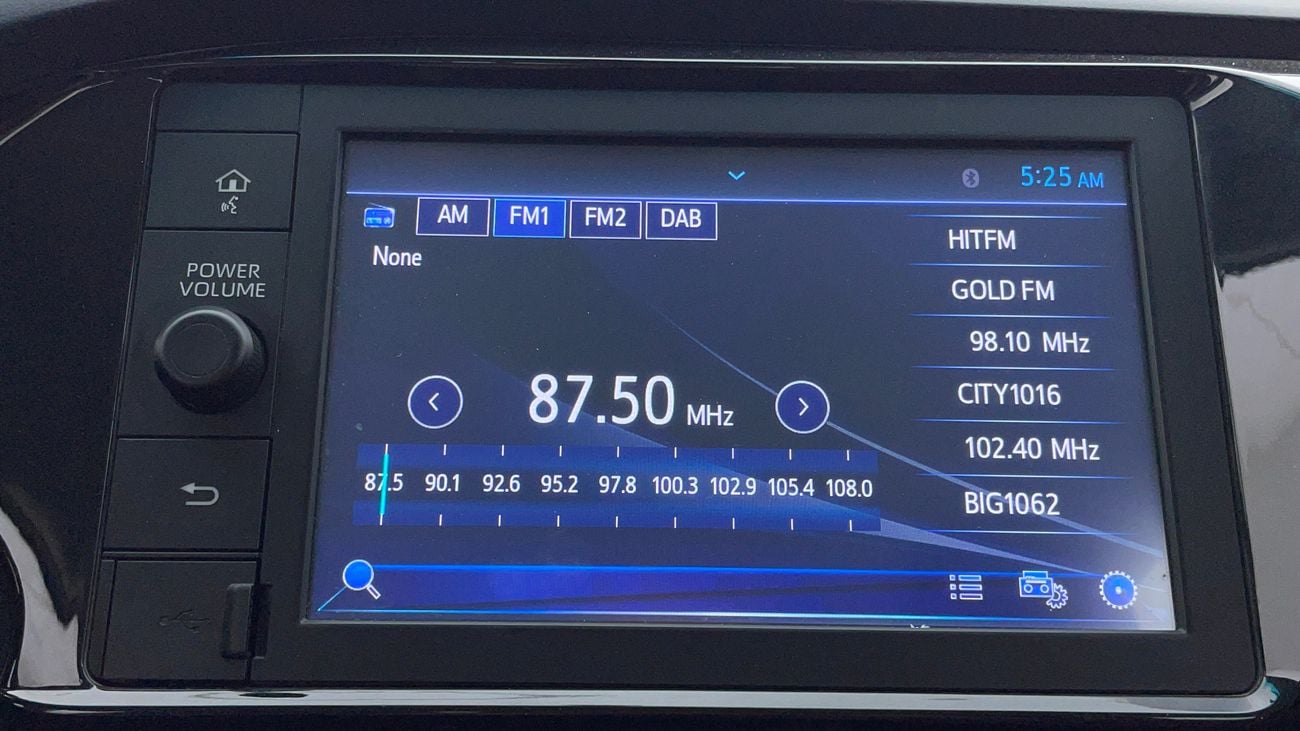 5:25 AM
AM FM1 FM2 DAB
None
HITFM
GOLD FM
98.10 MHz
CITY1016
102.40 MHz
BIG1062
87.50 MHz
87.5 90.1 92.6 95.2 97.8 100.3 102.9 105.4 108.0
POWER
VOLUME